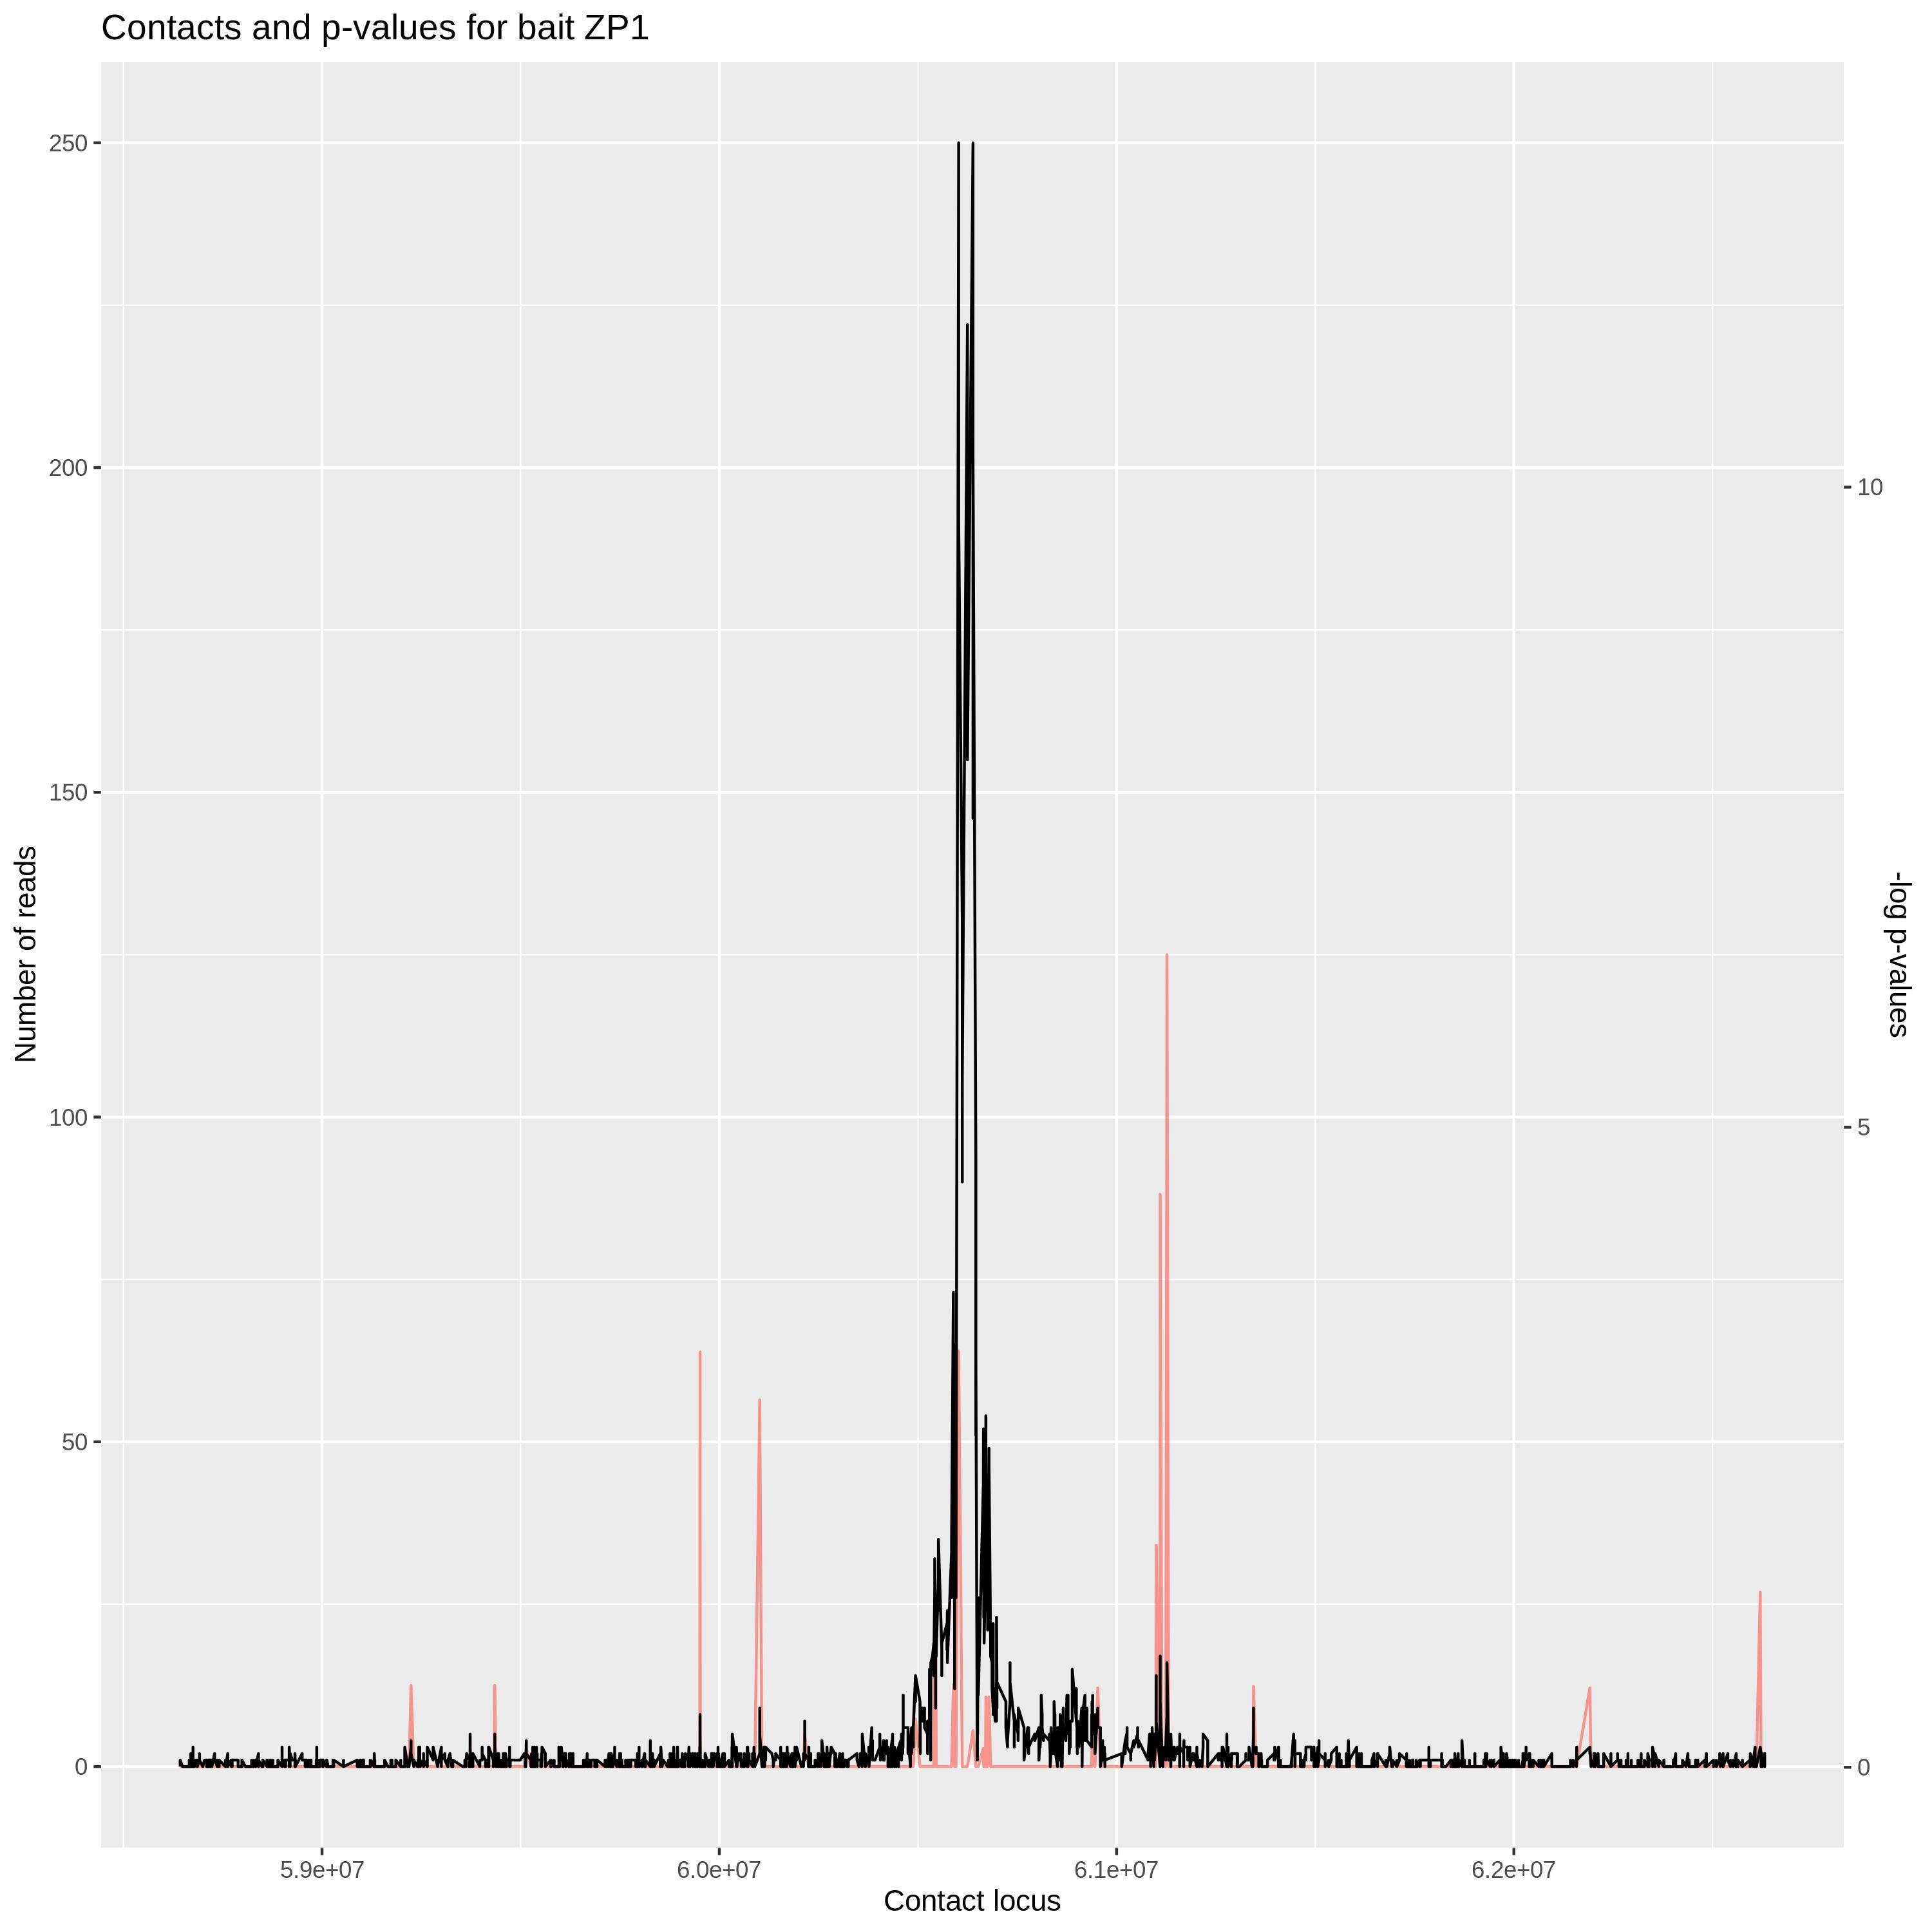 Contacts and p-values for bait ZP1
250
200
150
100
50
0
Number of reads
10
5
0
-log p-values
5.9e+07
6.0e+07
6.1e+07
6.2e+07
Contact locus